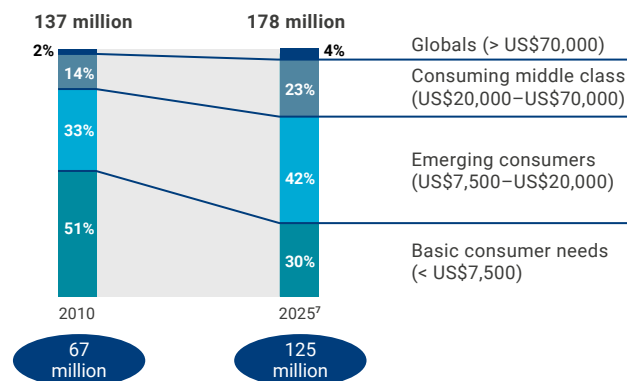 137 million
178 million
2%
14%
33%
51%
4%
23%
42%
30%
Globals (> US$70,000)
Consuming middle class
(US$20,000–US$70,000)
Emerging consumers
(US$7,500–US$20,000)
Basic consumer needs
(< US$7,500)
2010
2025⁷
67
million
125
million